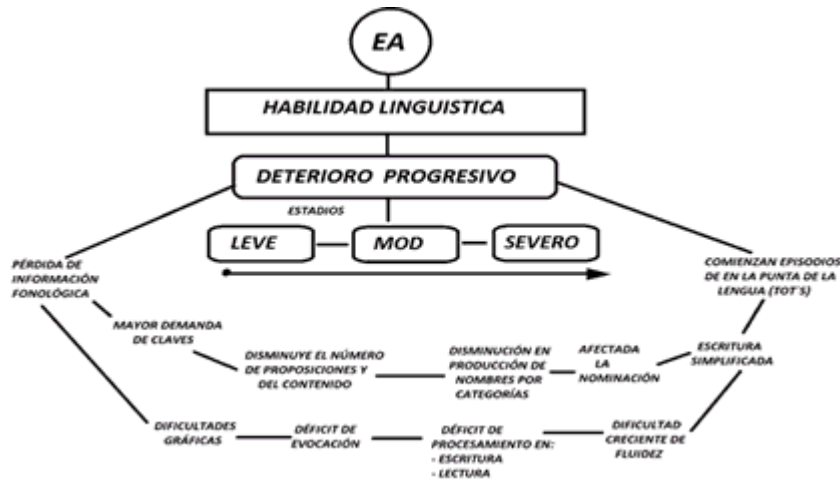 EA
HABILIDAD LINGUISTICA
DETERIORO PROGRESIVO
ESTADIOS
LEVE
MOD
SEVERO
PÉRDIDA DE
INFORMACIÓN
FONOLÓGICA
COMIENZAN EPISODIOS
DE EN LA PUNTA DE LA
LENGUA (TOT´S)
MAYOR DEMANDA
DE CLAVES
DISMINUYE EL NÚMERO
DE PROPOSICIONES Y
DEL CONTENIDO
DISMINUCIÓN EN
PRODUCCIÓN DE
NOMBRES POR
CATEGORÍAS
AFECTADA
LA
NOMINACIÓN
ESCRITURA
SIMPLIFICADA
DIFICULTADES
GRÁFICAS
DÉFICIT DE
EVOCACIÓN
DÉFICIT DE
PROCESAMIENTO EN:
- ESCRITURA
- LECTURA
DIFICULTAD
CRECIENTE DE
FLUIDEZ